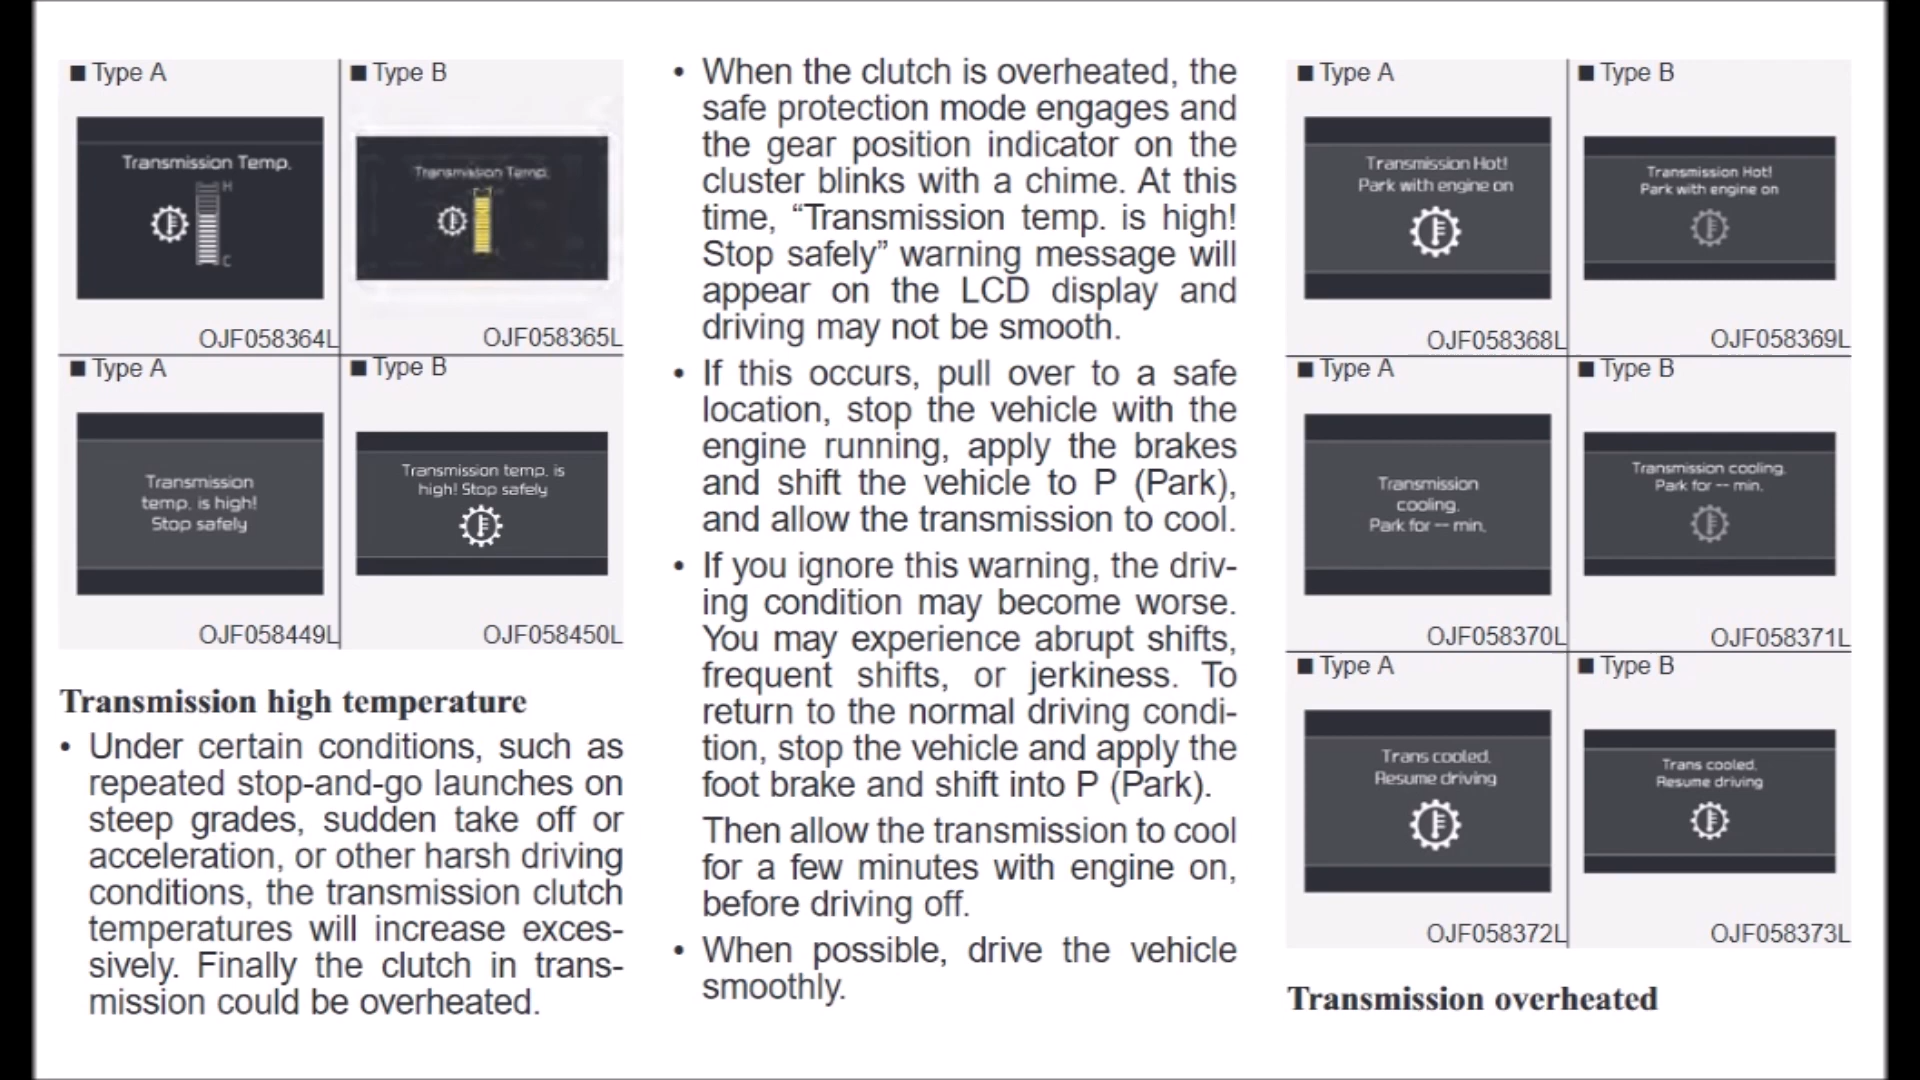 ■ Type A
Transmission Temp.
H
C
OJF058364L
■ Type B
Transmission Temp.
OJF058365L
■ Type A
Transmission
temp. is high!
Stop safely
OJF058449L
■ Type B
Transmission temp. is
high! Stop safely
OJF058450L
Transmission high temperature
• Under certain conditions, such as
repeated stop-and-go launches on
steep grades, sudden take off or
acceleration, or other harsh driving
conditions, the transmission clutch
temperatures will increase exces-
sively. Finally the clutch in trans-
mission could be overheated.
• When the clutch is overheated, the
safe protection mode engages and
the gear position indicator on the
cluster blinks with a chime. At this
time, “Transmission temp. is high!
Stop safely” warning message will
appear on the LCD display and
driving may not be smooth.
• If this occurs, pull over to a safe
location, stop the vehicle with the
engine running, apply the brakes
and shift the vehicle to P (Park),
and allow the transmission to cool.
• If you ignore this warning, the driv-
ing condition may become worse.
You may experience abrupt shifts,
frequent shifts, or jerkiness. To
return to the normal driving condi-
tion, stop the vehicle and apply the
foot brake and shift into P (Park).
Then allow the transmission to cool
for a few minutes with engine on,
before driving off.
• When possible, drive the vehicle
smoothly.
■ Type A
Transmission Hot!
Park with engine on
OJF058368L
■ Type B
Transmission Hot!
Park with engine on
OJF058369L
■ Type A
Transmission
cooling.
Park for -- min.
OJF058370L
■ Type B
Transmission cooling.
Park for -- min.
OJF058371L
■ Type A
Trans cooled.
Resume driving
OJF058372L
■ Type B
Trans cooled.
Resume driving
OJF058373L
Transmission overheated